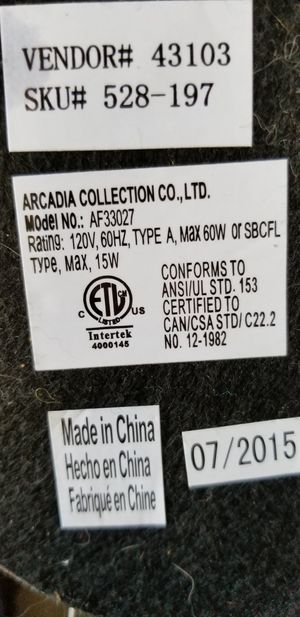 VENDOR# 43103
SKU# 528-197
ARCADIA COLLECTION CO.,LTD.
Model No.: AF33027
Rating: 120V, 60HZ, TYPE A, Max 60W or SBCFL
Type, Max, 15W
CONFORMS TO
ANSI/UL STD. 153
CERTIFIED TO
CAN/CSA STD/ C22.2
NO. 12-1982
C ETL US
LISTED
Intertek
4000145
Made in China
Hecho en China
Fabriqué en Chine
07/2015